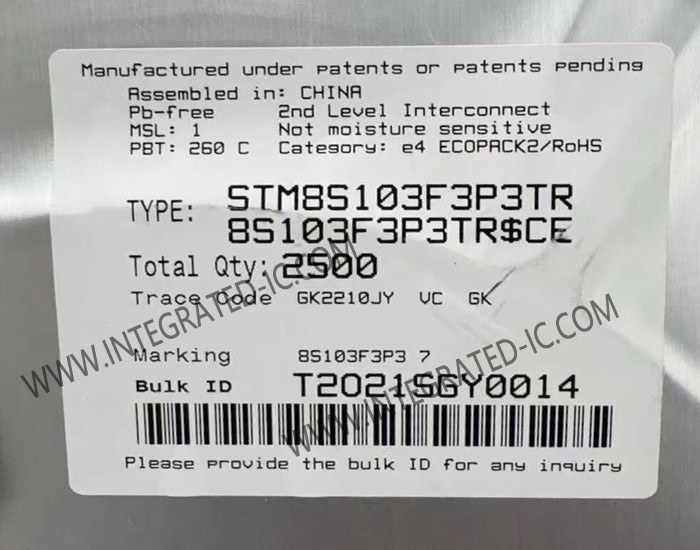 Manufactured under patents or patents pending
Assembled in: CHINA
Pb-free 2nd Level Interconnect
MSL: 1 Not moisture sensitive
PBT: 260 C Category: e4 ECOPACK2/RoHS
TYPE: STM8S103F3P3TR
8S103F3P3TR$CE
Total Qty: 2500
Trace Code GK2210JY VC GK
Marking 8S103F3P3 7
Bulk ID T2021SGY0014
Please provide the bulk ID for any inquiry
WWW.INTEGRATED-IC.COM
WWW.INTEGRATED-IC.COM